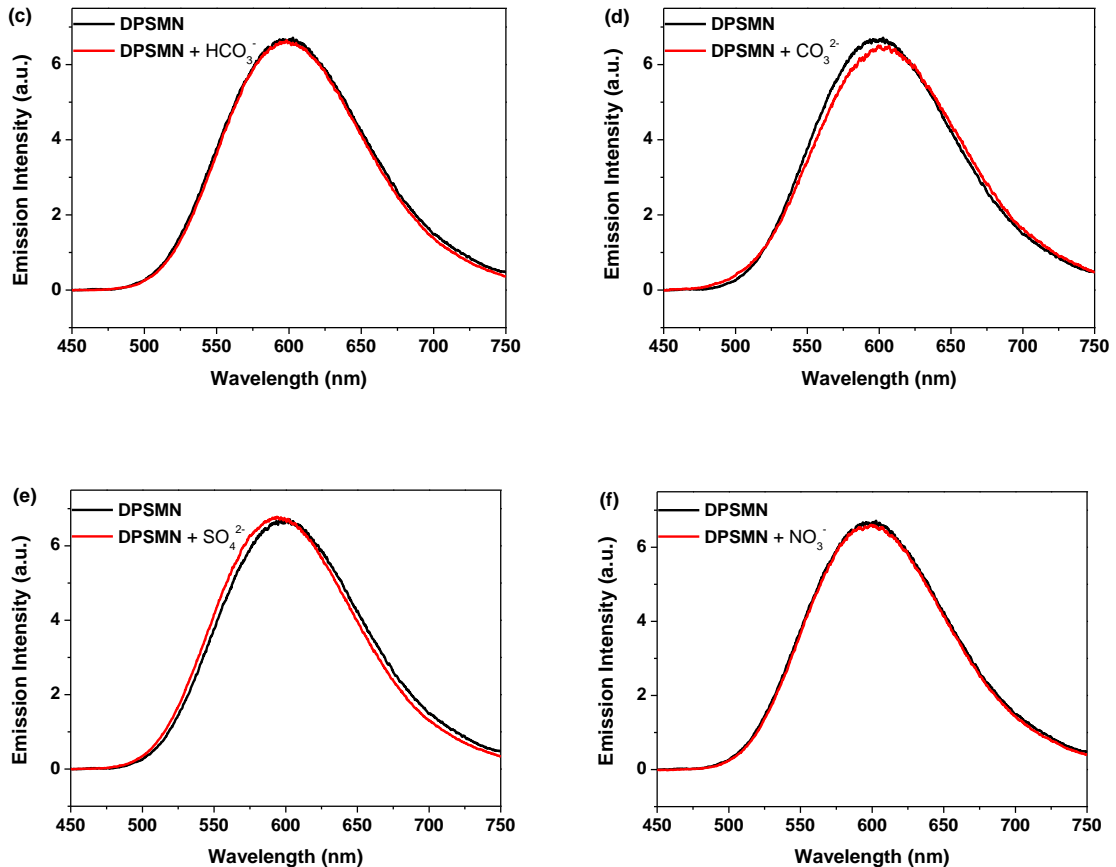 (c)
DPSMN
DPSMN + HCO₃⁻
Emission Intensity (a.u.)
6
4
2
0
450 500 550 600 650 700 750
Wavelength (nm)
(d)
DPSMN
DPSMN + CO₃²⁻
Emission Intensity (a.u.)
6
4
2
0
450 500 550 600 650 700 750
Wavelength (nm)
(e)
DPSMN
DPSMN + SO₄²⁻
Emission Intensity (a.u.)
6
4
2
0
450 500 550 600 650 700 750
Wavelength (nm)
(f)
DPSMN
DPSMN + NO₃⁻
Emission Intensity (a.u.)
6
4
2
0
450 500 550 600 650 700 750
Wavelength (nm)